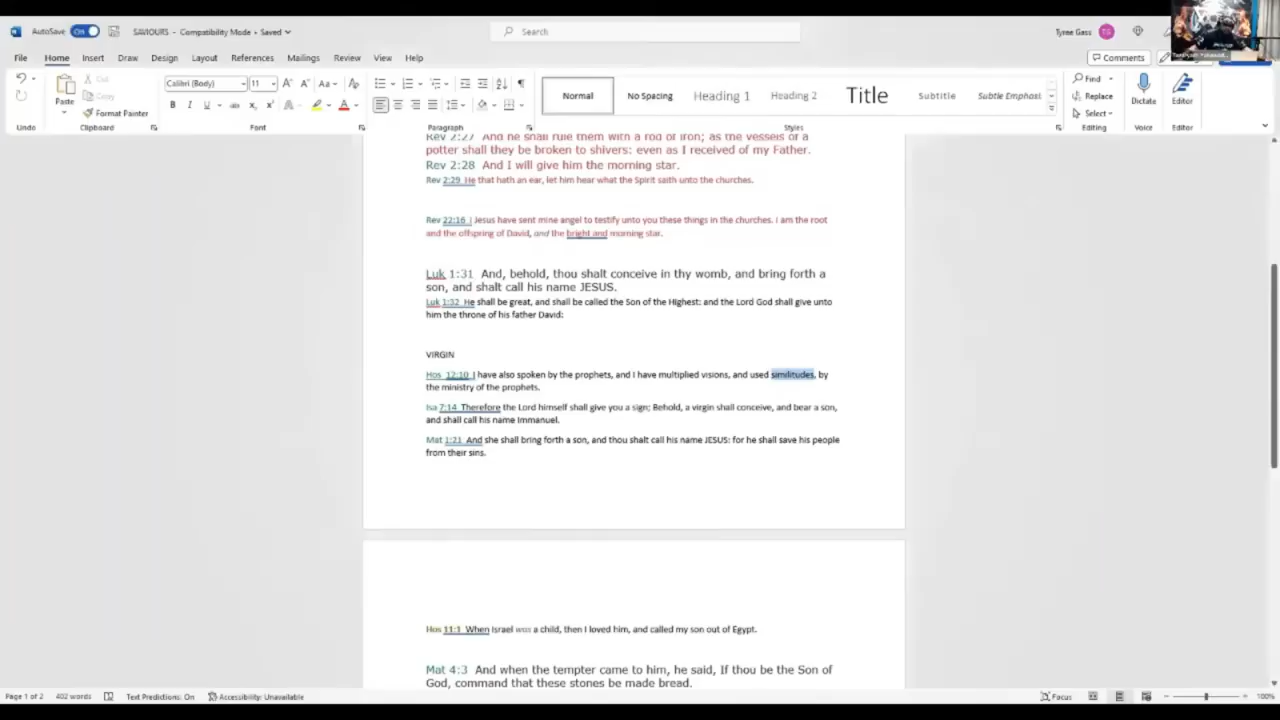 AutoSave On SAVIOURS - Compatibility Mode • Saved Search Tyree Gass TG
File Home Insert Draw Design Layout References Mailings Review View Help Comments
Paste Cut Copy Format Painter
Calibri (Body) 11
Normal No Spacing Heading 1 Heading 2 Title Subtitle Subtle Emphasi
Find Replace Select Dictate Editor
Undo Clipboard Font Paragraph Styles Editing Voice Editor
Rev 2:27 And he shall rule them with a rod of iron; as the vessels of a
potter shall they be broken to shivers: even as I received of my Father.
Rev 2:28 And I will give him the morning star.
Rev 2:29 He that hath an ear, let him hear what the Spirit saith unto the churches.
Rev 22:16 I Jesus have sent mine angel to testify unto you these things in the churches. I am the root
and the offspring of David, and the bright and morning star.
Luk 1:31 And, behold, thou shalt conceive in thy womb, and bring forth a
son, and shalt call his name JESUS.
Luk 1:32 He shall be great, and shall be called the Son of the Highest: and the Lord God shall give unto
him the throne of his father David:
VIRGIN
Hos 12:10 I have also spoken by the prophets, and I have multiplied visions, and used similitudes, by
the ministry of the prophets.
Isa 7:14 Therefore the Lord himself shall give you a sign; Behold, a virgin shall conceive, and bear a son,
and shall call his name Immanuel.
Mat 1:21 And she shall bring forth a son, and thou shalt call his name JESUS: for he shall save his people
from their sins.
Hos 11:1 When Israel was a child, then I loved him, and called my son out of Egypt.
Mat 4:3 And when the tempter came to him, he said, If thou be the Son of
God, command that these stones be made bread.
Page 1 of 2 402 words Text Predictions: On Accessibility: Unavailable Focus 100%